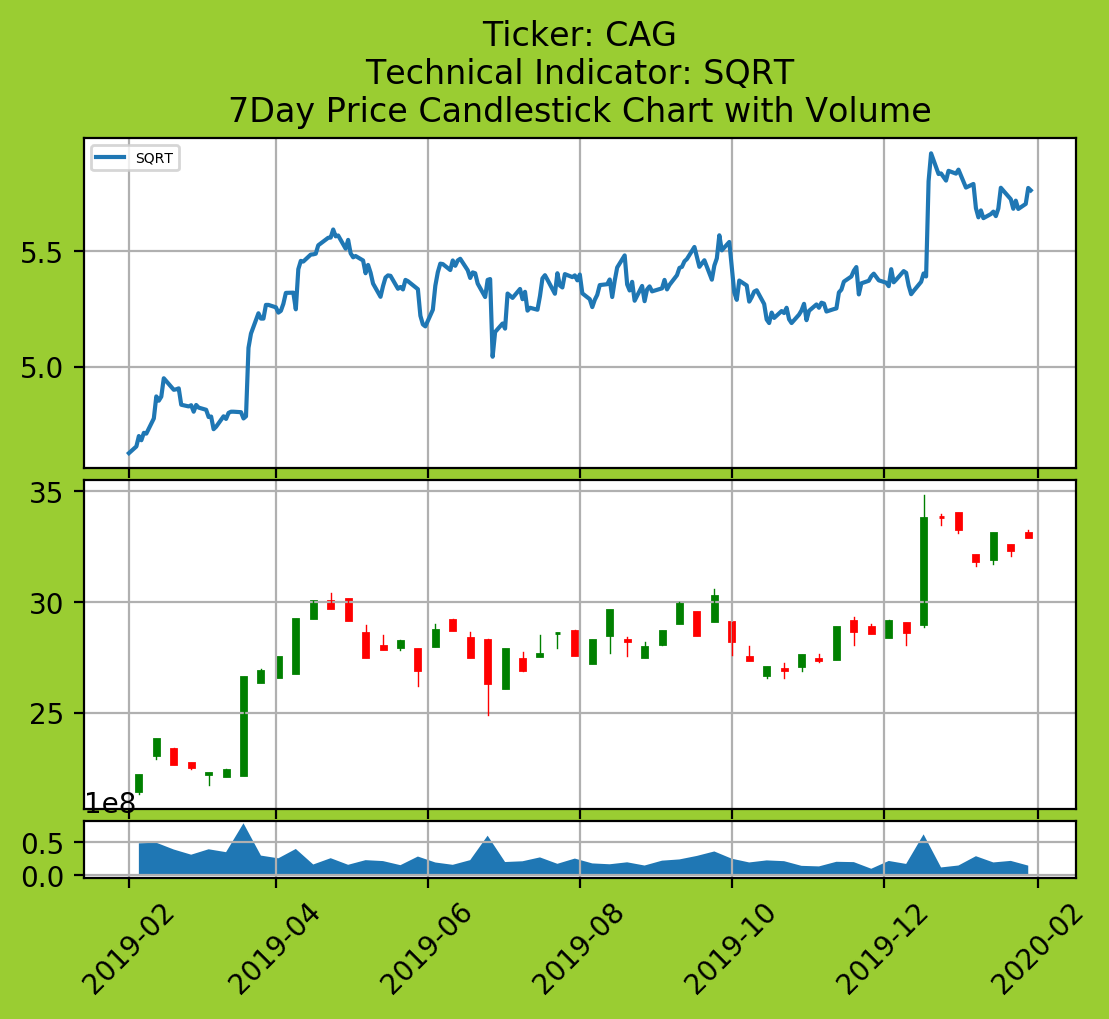 Ticker: CAG
Technical Indicator: SQRT
7Day Price Candlestick Chart with Volume
SQRT
5.5
5.0
35
30
25
1e8
0.5
0.0
2019-02
2019-04
2019-06
2019-08
2019-10
2019-12
2020-02